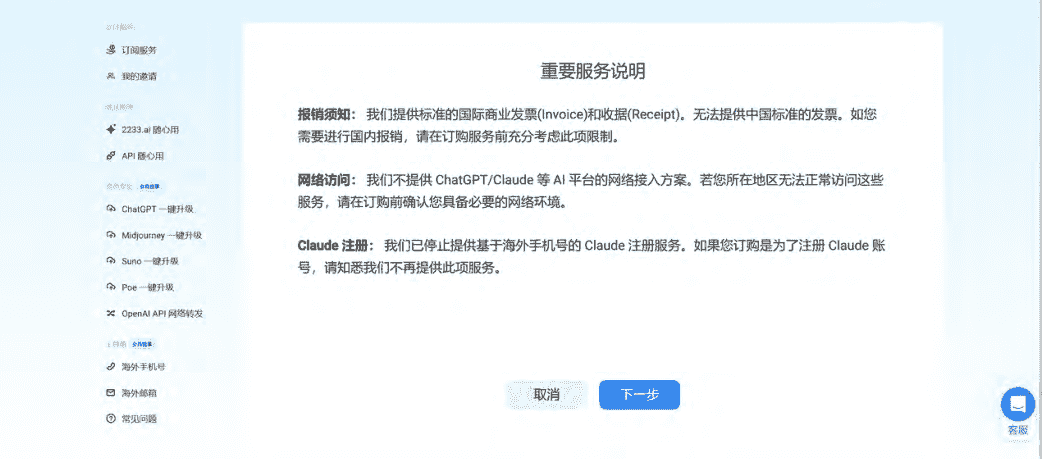 订阅服务
我的邀请
2233.ai 随心用
API 随心用
ChatGPT 一键升级
Midjourney 一键升级
Suno 一键升级
Poe 一键升级
OpenAI API 网络转发
海外手机号
海外邮箱
常见问题
重要服务说明
报销须知： 我们提供标准的国际商业发票(Invoice)和收据(Receipt)。无法提供中国标准的发票。如您
需要进行国内报销，请在订购服务前充分考虑此项限制。
网络访问： 我们不提供 ChatGPT/Claude 等 AI 平台的网络接入方案。若您所在地区无法正常访问这些
服务，请在订购前确认您具备必要的网络环境。
Claude 注册： 我们已停止提供基于海外手机号的 Claude 注册服务。如果您订购是为了注册 Claude 账
号，请知悉我们不再提供此项服务。
取消
下一步
客服